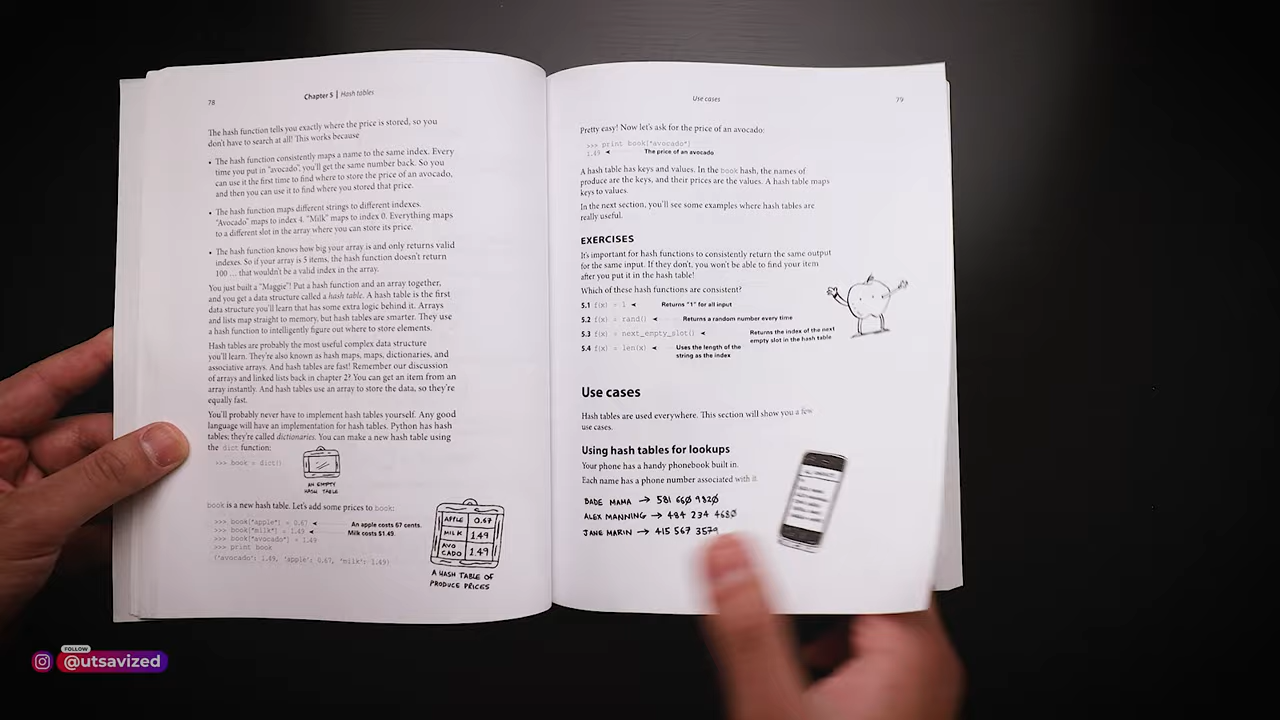 78
Chapter 5 | Hash tables
The hash function tells you exactly where the price is stored, so you
don't have to search at all! This works because
• The hash function consistently maps a name to the same index. Every
time you put in "avocado", you'll get the same number back. So you
can use it the first time to find where to store the price of an avocado,
and then you can use it to find where you stored that price.
• The hash function maps different strings to different indexes.
"Avocado" maps to index 4. "Milk" maps to index 0. Everything maps
to a different slot in the array where you can store its price.
• The hash function knows how big your array is and only returns valid
indexes. So if your array is 5 items, the hash function doesn't return
100 ... that wouldn't be a valid index in the array.
You just built a "Maggie"! Put a hash function and an array together,
and you get a data structure called a hash table. A hash table is the first
data structure you'll learn that has some extra logic behind it. Arrays
and lists map straight to memory, but hash tables are smarter. They use
a hash function to intelligently figure out where to store elements.
Hash tables are probably the most useful complex data structure
you'll learn. They're also known as hash maps, maps, dictionaries, and
associative arrays. And hash tables are fast! Remember our discussion
of arrays and linked lists back in chapter 2? You can get an item from an
array instantly. And hash tables use an array to store the data, so they're
equally fast.
You'll probably never have to implement hash tables yourself. Any good
language will have an implementation for hash tables. Python has hash
tables; they're called dictionaries. You can make a new hash table using
the dict function:
>>> book = dict()
AN EMPTY
HASH TABLE
book is a new hash table. Let's add some prices to book:
>>> book["apple"] = 0.67 An apple costs 67 cents.
>>> book["milk"] = 1.49 Milk costs $1.49.
>>> book["avocado"] = 1.49
>>> print book
{'avocado': 1.49, 'apple': 0.67, 'milk': 1.49}
APPLE 0.67
MILK 1.49
AVO
CADO 1.49
A HASH TABLE OF
PRODUCE PRICES
Use cases
79
Pretty easy! Now let's ask for the price of an avocado:
>>> print book["avocado"]
1.49 The price of an avocado
A hash table has keys and values. In the book hash, the names of
produce are the keys, and their prices are the values. A hash table maps
keys to values.
In the next section, you'll see some examples where hash tables are
really useful.
EXERCISES
It's important for hash functions to consistently return the same output
for the same input. If they don't, you won't be able to find your item
after you put it in the hash table!
Which of these hash functions are consistent?
5.1 f(x) = 1 Returns "1" for all input
5.2 f(x) = rand() Returns a random number every time
5.3 f(x) = next_empty_slot() Returns the index of the next
empty slot in the hash table
5.4 f(x) = len(x) Uses the length of the
string as the index
Use cases
Hash tables are used everywhere. This section will show you a few
use cases.
Using hash tables for lookups
Your phone has a handy phonebook built in.
Each name has a phone number associated with it.
BADE MAMA → 581 660 9820
ALEX MANNING → 484 234 4680
JANE MARIN → 415 567 3579
FOLLOW
@utsavized